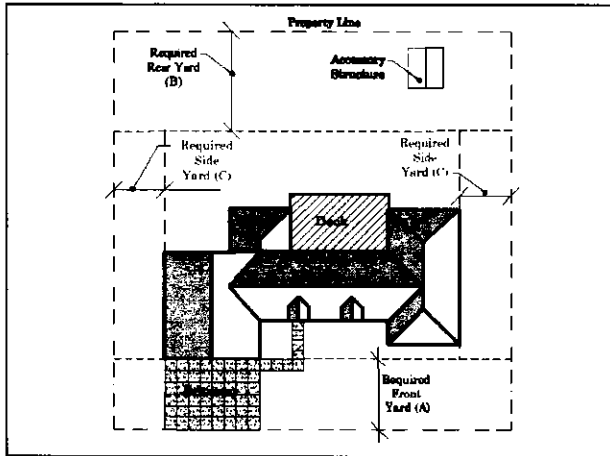 Property Line
Required
Rear Yard
(B)
Accessory
Structure
Required
Side
Yard (C)
Required
Side
Yard (C)
Deck
Required
Front
Yard (A)